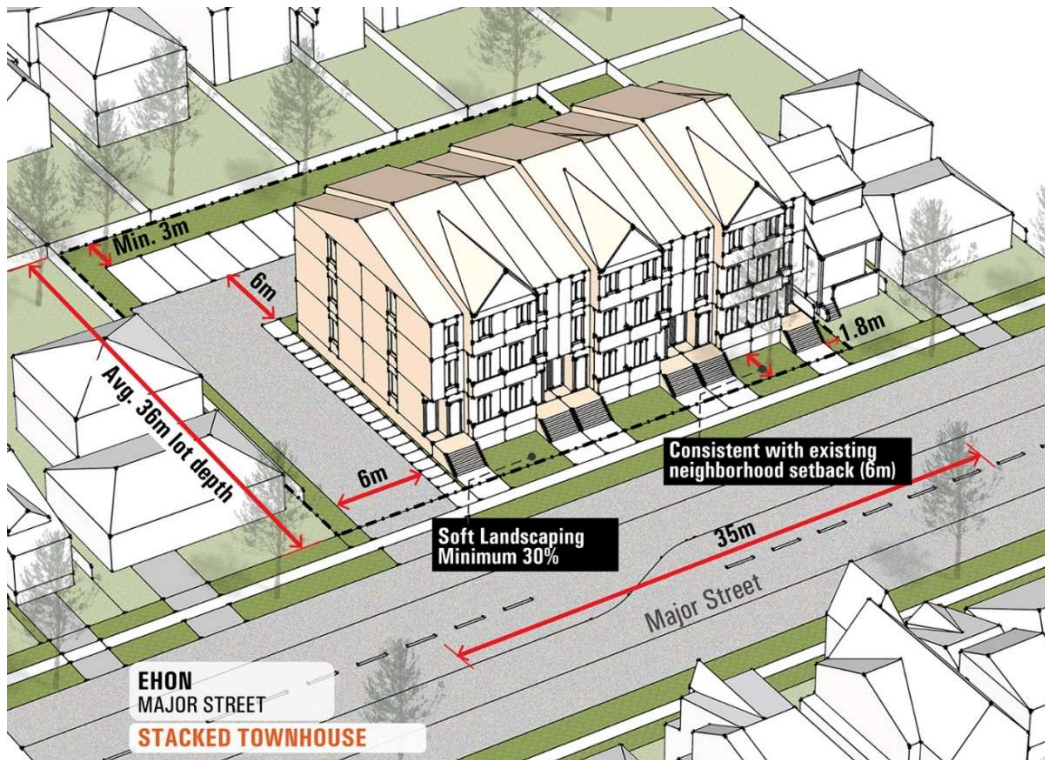 Min. 3m
6m
Avg. 36m lot depth
1.8m
6m
Consistent with existing
neighborhood setback (6m)
Soft Landscaping
Minimum 30%
35m
Major Street
EHON
MAJOR STREET
STACKED TOWNHOUSE